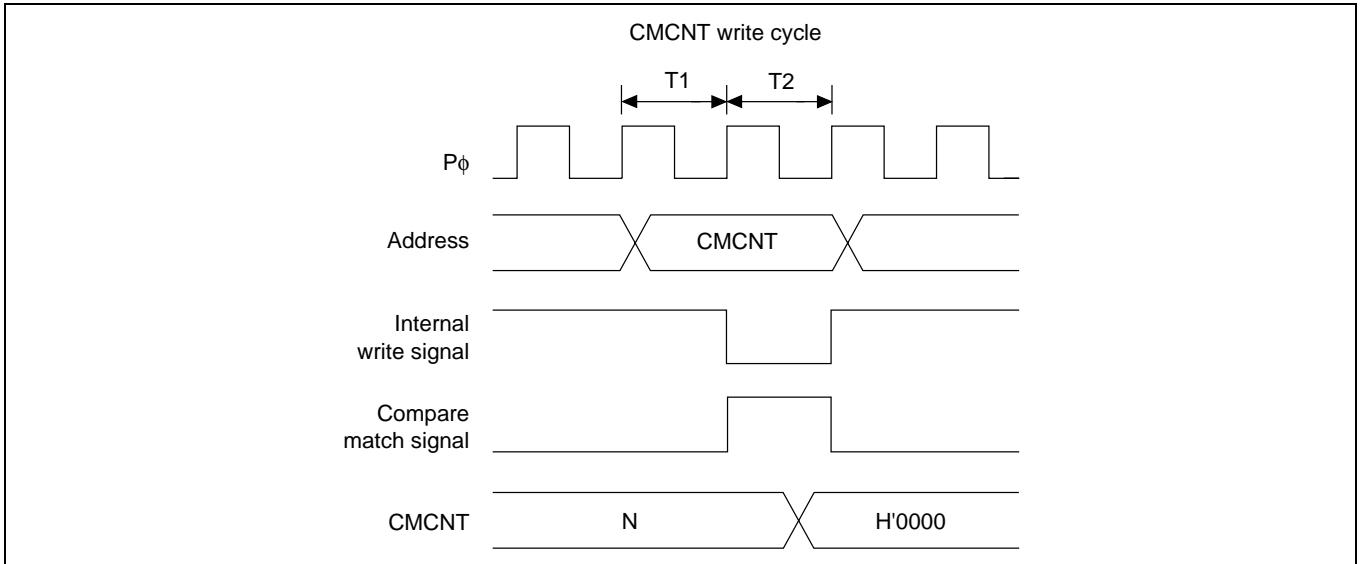 CMCNT write cycle
T1 T2
Pϕ
Address CMCNT
Internal
write signal
Compare
match signal
CMCNT N H'0000